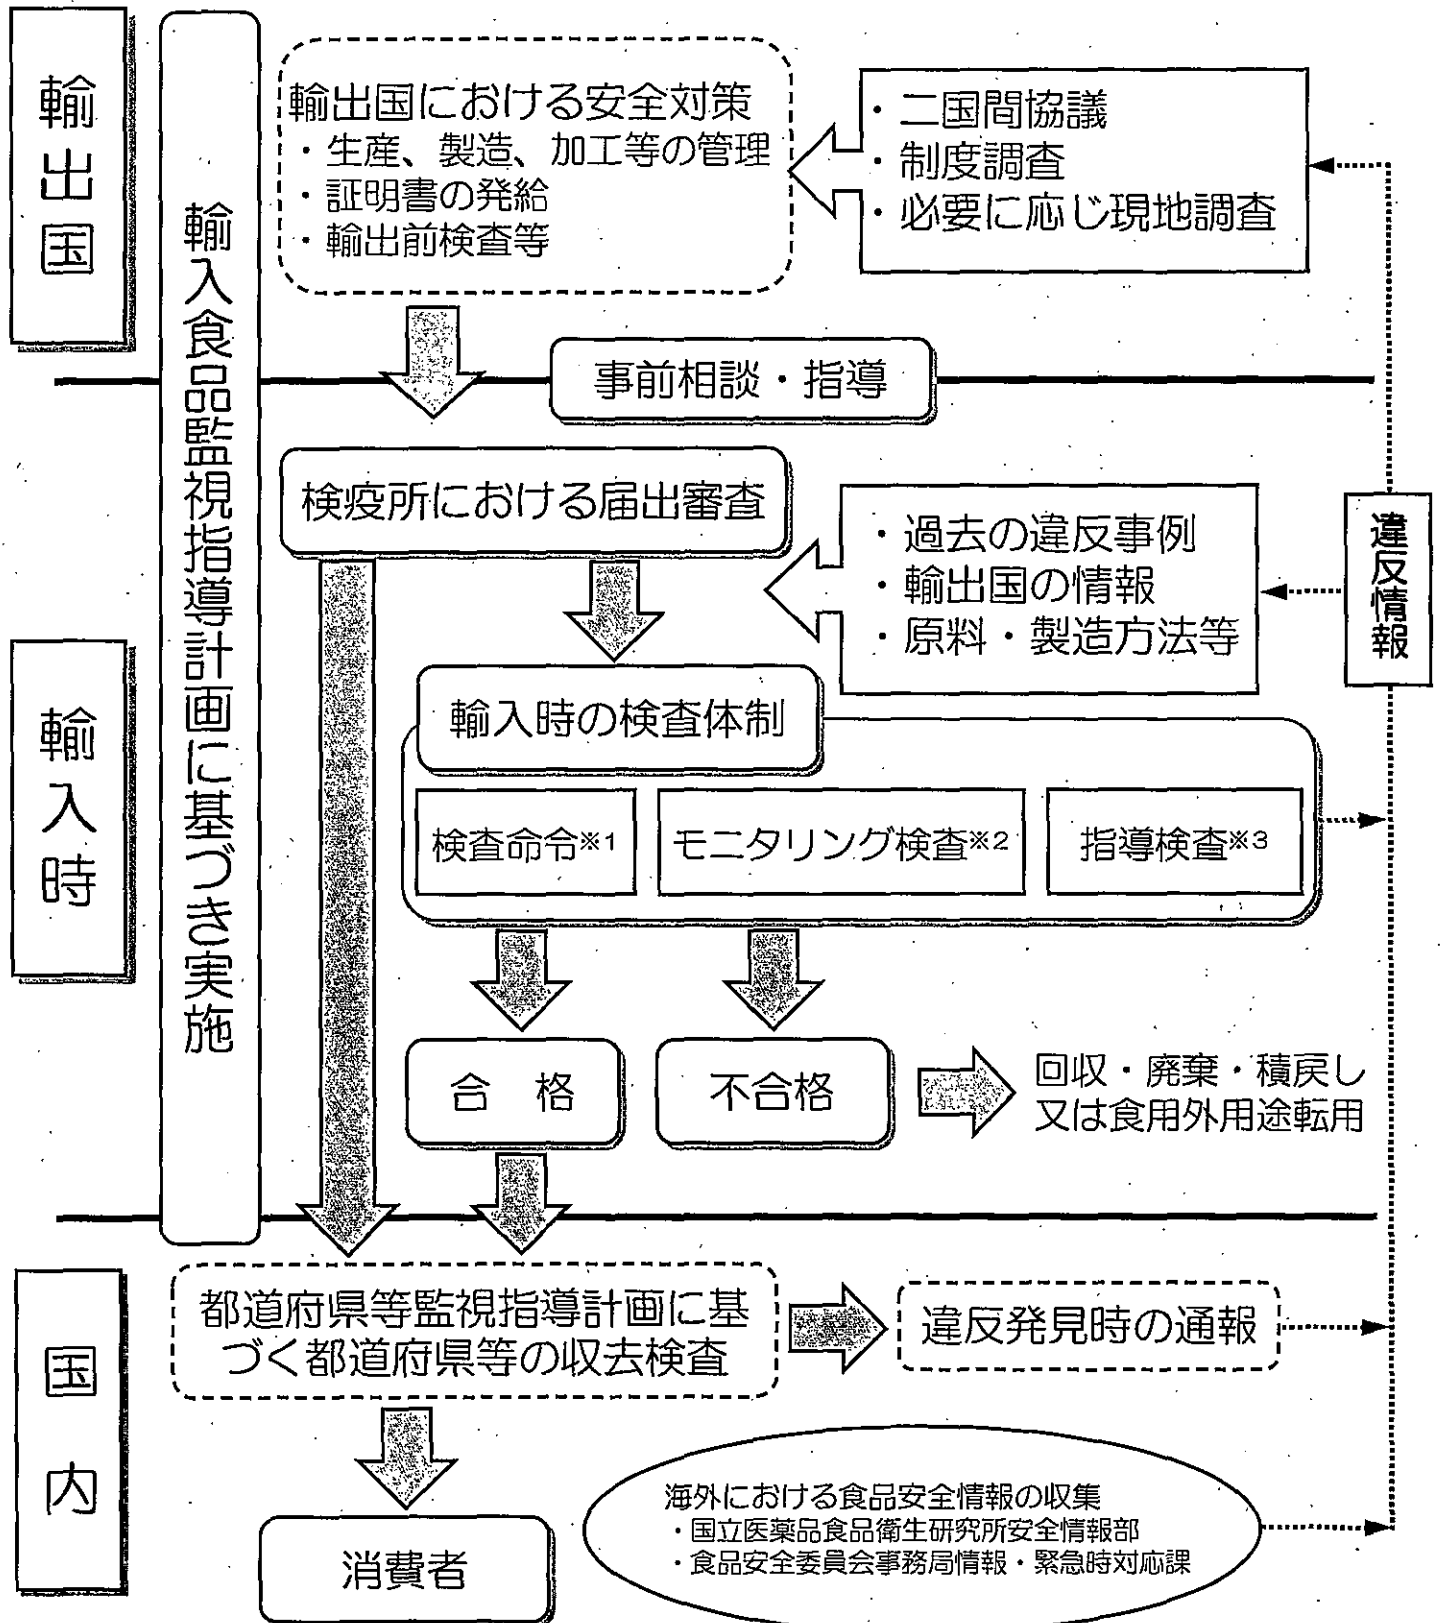 輸出国
輸入食品監視指導計画に基づき実施
輸出国における安全対策
・生産、製造、加工等の管理
・証明書の発給
・輸出前検査等
・二国間協議
・制度調査
・必要に応じ現地調査
事前相談・指導
輸入時
検疫所における届出審査
・過去の違反事例
・輸出国の情報
・原料・製造方法等
違反情報
輸入時の検査体制
検査命令※1
モニタリング検査※2
指導検査※3
合 格
不合格
回収・廃棄・積戻し
又は食用外用途転用
国内
都道府県等監視指導計画に基
づく都道府県等の収去検査
違反発見時の通報
消費者
海外における食品安全情報の収集
・国立医薬品食品衛生研究所安全情報部
・食品安全委員会事務局情報・緊急時対応課